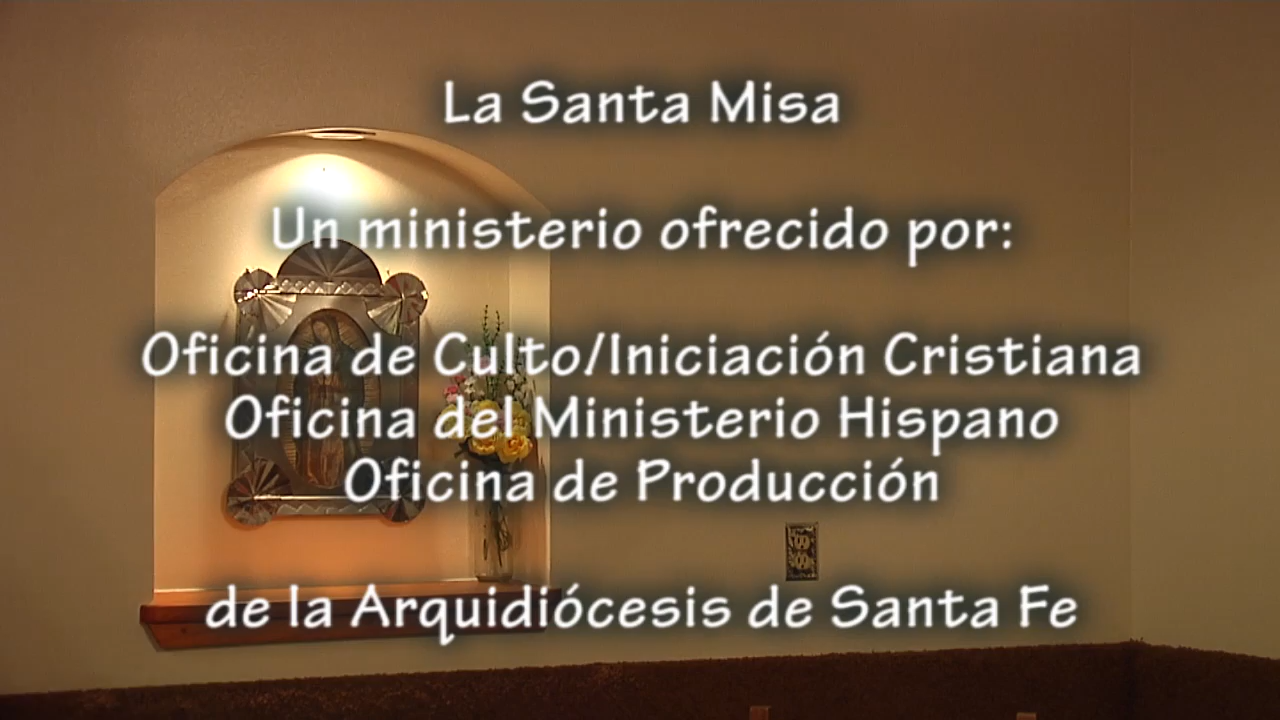 La Santa Misa
Un ministerio ofrecido por:
Oficina de Culto/Iniciación Cristiana
Oficina del Ministerio Hispano
Oficina de Producción
de la Arquidiócesis de Santa Fe